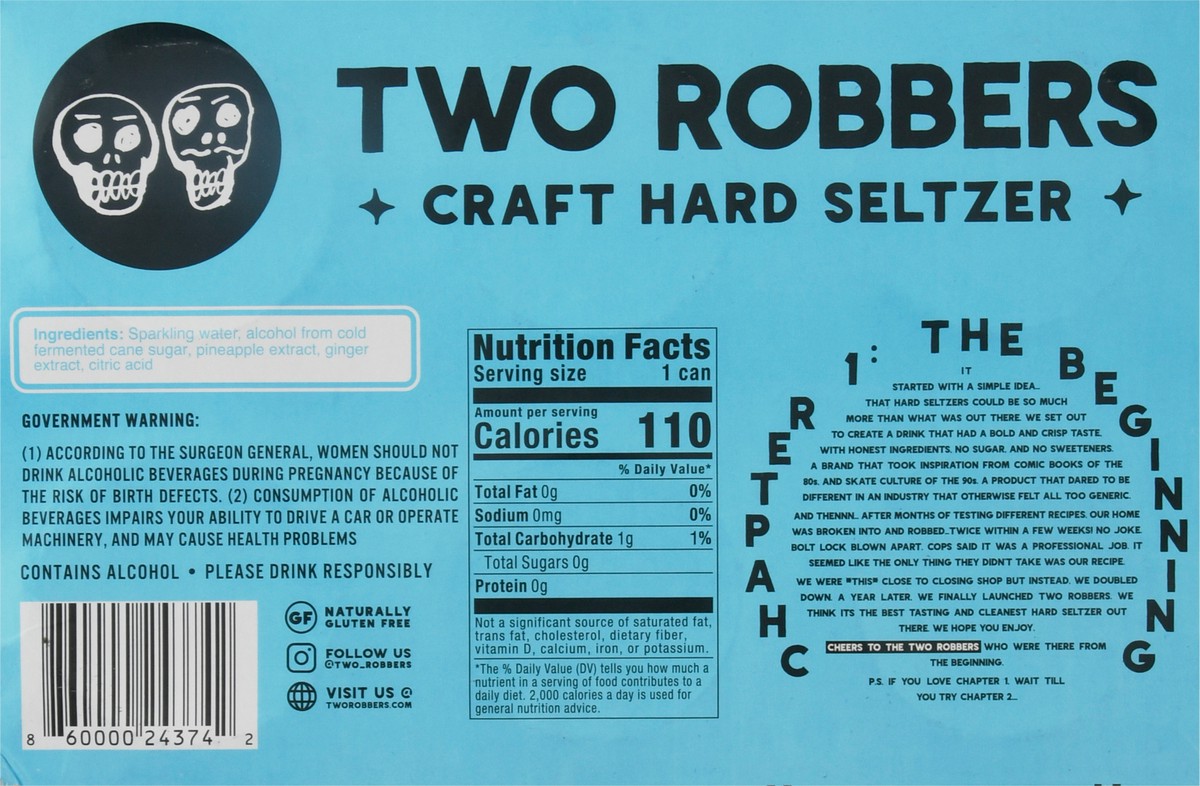 TWO ROBBERS
CRAFT HARD SELTZER
Ingredients: Sparkling water, alcohol from cold
fermented cane sugar, pineapple extract, ginger
extract, citric acid
GOVERNMENT WARNING:
(1) ACCORDING TO THE SURGEON GENERAL, WOMEN SHOULD NOT
DRINK ALCOHOLIC BEVERAGES DURING PREGNANCY BECAUSE OF
THE RISK OF BIRTH DEFECTS. (2) CONSUMPTION OF ALCOHOLIC
BEVERAGES IMPAIRS YOUR ABILITY TO DRIVE A CAR OR OPERATE
MACHINERY, AND MAY CAUSE HEALTH PROBLEMS
CONTAINS ALCOHOL • PLEASE DRINK RESPONSIBLY
8 60000 24374 2
GF NATURALLY
GLUTEN FREE
FOLLOW US
@TWO_ROBBERS
VISIT US @
TWOROBBERS.COM
Nutrition Facts
Serving size 1 can
Amount per serving
Calories 110
% Daily Value*
Total Fat 0g 0%
Sodium 0mg 0%
Total Carbohydrate 1g 1%
Total Sugars 0g
Protein 0g
Not a significant source of saturated fat,
trans fat, cholesterol, dietary fiber,
vitamin D, calcium, iron, or potassium.
*The % Daily Value (DV) tells you how much a
nutrient in a serving of food contributes to a
daily diet. 2,000 calories a day is used for
general nutrition advice.
CHAPTER 1: THE BEGINNING
IT
STARTED WITH A SIMPLE IDEA...
THAT HARD SELTZERS COULD BE SO MUCH
MORE THAN WHAT WAS OUT THERE. WE SET OUT
TO CREATE A DRINK THAT HAD A BOLD AND CRISP TASTE.
WITH HONEST INGREDIENTS. NO SUGAR. AND NO SWEETENERS.
A BRAND THAT TOOK INSPIRATION FROM COMIC BOOKS OF THE
80s. AND SKATE CULTURE OF THE 90s. A PRODUCT THAT DARED TO BE
DIFFERENT IN AN INDUSTRY THAT OTHERWISE FELT ALL TOO GENERIC.
AND THENNN... AFTER MONTHS OF TESTING DIFFERENT RECIPES. OUR HOME
WAS BROKEN INTO AND ROBBED...TWICE WITHIN A FEW WEEKS! NO JOKE.
BOLT LOCK BLOWN APART. COPS SAID IT WAS A PROFESSIONAL JOB. IT
SEEMED LIKE THE ONLY THING THEY DIDN'T TAKE WAS OUR RECIPE.
WE WERE *THIS* CLOSE TO CLOSING SHOP BUT INSTEAD. WE DOUBLED
DOWN. A YEAR LATER. WE FINALLY LAUNCHED TWO ROBBERS. WE
THINK ITS THE BEST TASTING AND CLEANEST HARD SELTZER OUT
THERE. WE HOPE YOU ENJOY.
CHEERS TO THE TWO ROBBERS WHO WERE THERE FROM
THE BEGINNING.
P.S. IF YOU LOVE CHAPTER 1. WAIT TILL
YOU TRY CHAPTER 2...